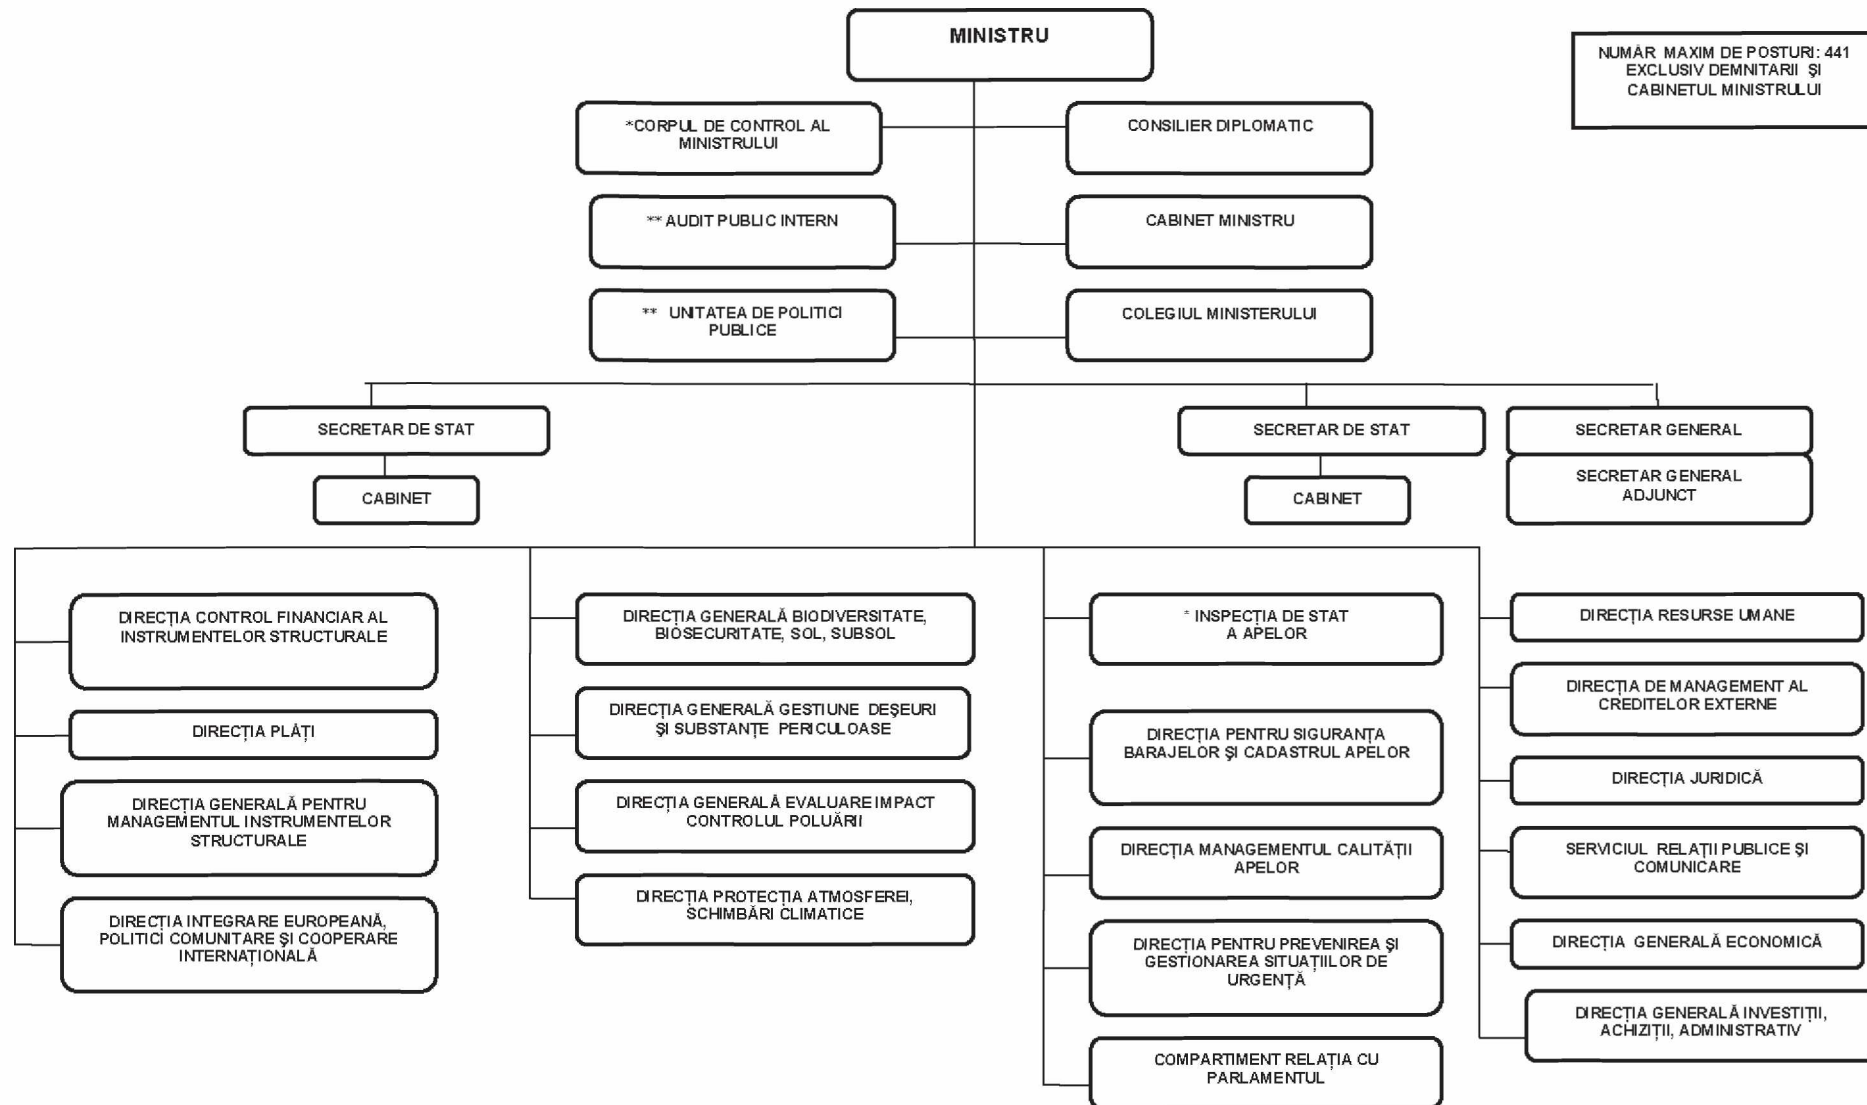 MINISTRU
NUMĂR MAXIM DE POSTURI: 441
EXCLUSIV DEMNITARII ŞI
CABINETUL MINISTRULUI
*CORPUL DE CONTROL AL
MINISTRULUI
CONSILIER DIPLOMATIC
** AUDIT PUBLIC INTERN
CABINET MINISTRU
** UNITATEA DE POLITICI
PUBLICE
COLEGIUL MINISTERULUI
SECRETAR DE STAT
CABINET
SECRETAR DE STAT
CABINET
SECRETAR GENERAL
SECRETAR GENERAL
ADJUNCT
DIRECŢIA CONTROL FINANCIAR AL
INSTRUMENTELOR STRUCTURALE
DIRECŢIA PLĂŢI
DIRECŢIA GENERALĂ PENTRU
MANAGEMENTUL INSTRUMENTELOR
STRUCTURALE
DIRECŢIA INTEGRARE EUROPEANĂ,
POLITICI COMUNITARE ŞI COOPERARE
INTERNAŢIONALĂ
DIRECŢIA GENERALĂ BIODIVERSITATE,
BIOSECURITATE, SOL, SUBSOL
DIRECŢIA GENERALĂ GESTIUNE DEŞEURI
ŞI SUBSTANŢE PERICULOASE
DIRECŢIA GENERALĂ EVALUARE IMPACT
CONTROLUL POLUĂRII
DIRECŢIA PROTECŢIA ATMOSFEREI,
SCHIMBĂRI CLIMATICE
* INSPECŢIA DE STAT
A APELOR
DIRECŢIA PENTRU SIGURANŢA
BARAJELOR ŞI CADASTRUL APELOR
DIRECŢIA MANAGEMENTUL CALITĂŢII
APELOR
DIRECŢIA PENTRU PREVENIREA ŞI
GESTIONAREA SITUAŢIILOR DE
URGENŢĂ
COMPARTIMENT RELAŢIA CU
PARLAMENTUL
DIRECŢIA RESURSE UMANE
DIRECŢIA DE MANAGEMENT AL
CREDITELOR EXTERNE
DIRECŢIA JURIDICĂ
SERVICIUL RELAŢII PUBLICE ŞI
COMUNICARE
DIRECŢIA GENERALĂ ECONOMICĂ
DIRECŢIA GENERALĂ INVESTIŢII,
ACHIZIŢII, ADMINISTRATIV